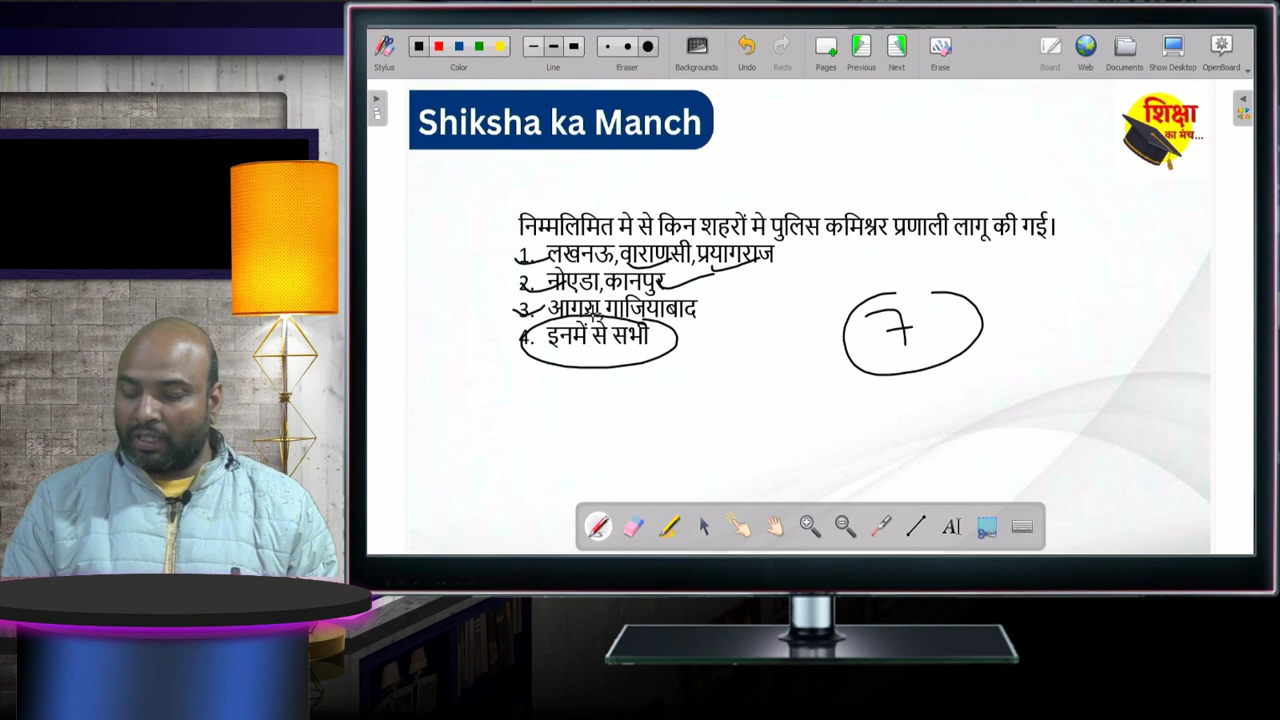 Stylus
Color
Line
Eraser
Backgrounds
Undo
Redo
Pages
Previous
Next
Erase
Board
Web
Documents
Show Desktop
OpenBoard
Shiksha ka Manch
शिक्षा
का मंच...
निम्मलिमित मे से किन शहरों मे पुलिस कमिश्नर प्रणाली लागू की गई।
1. लखनऊ,वाराणसी,प्रयागराज
2. नोएडा,कानपुर
3. आगरा,गाजियाबाद
4. इनमें से सभी
7
AI